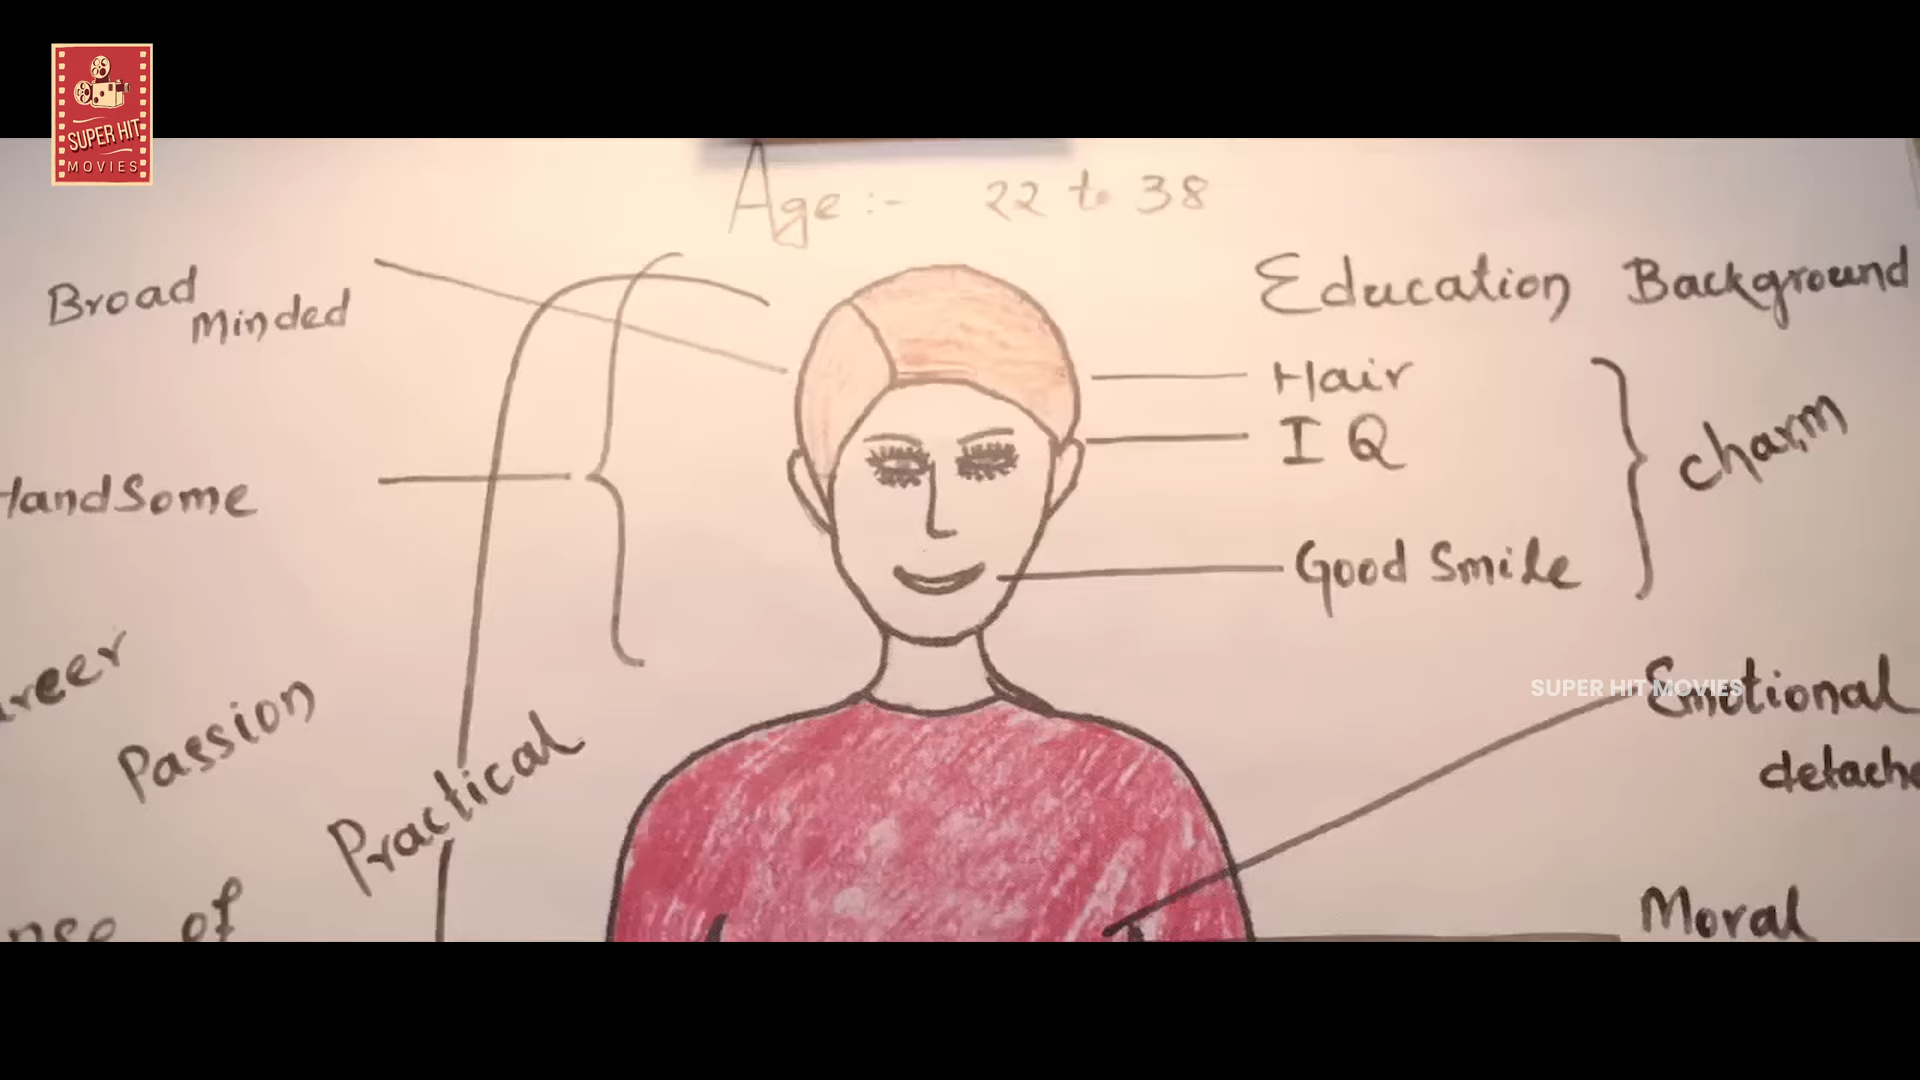 SUPER HIT
MOVIES
Age :- 22 to 38
Broad
minded
Education Background
Hair
IQ
charm
HandSome
Good Smile
Passion
Practical
SUPER HIT MOVIES
Emotional
of
Moral